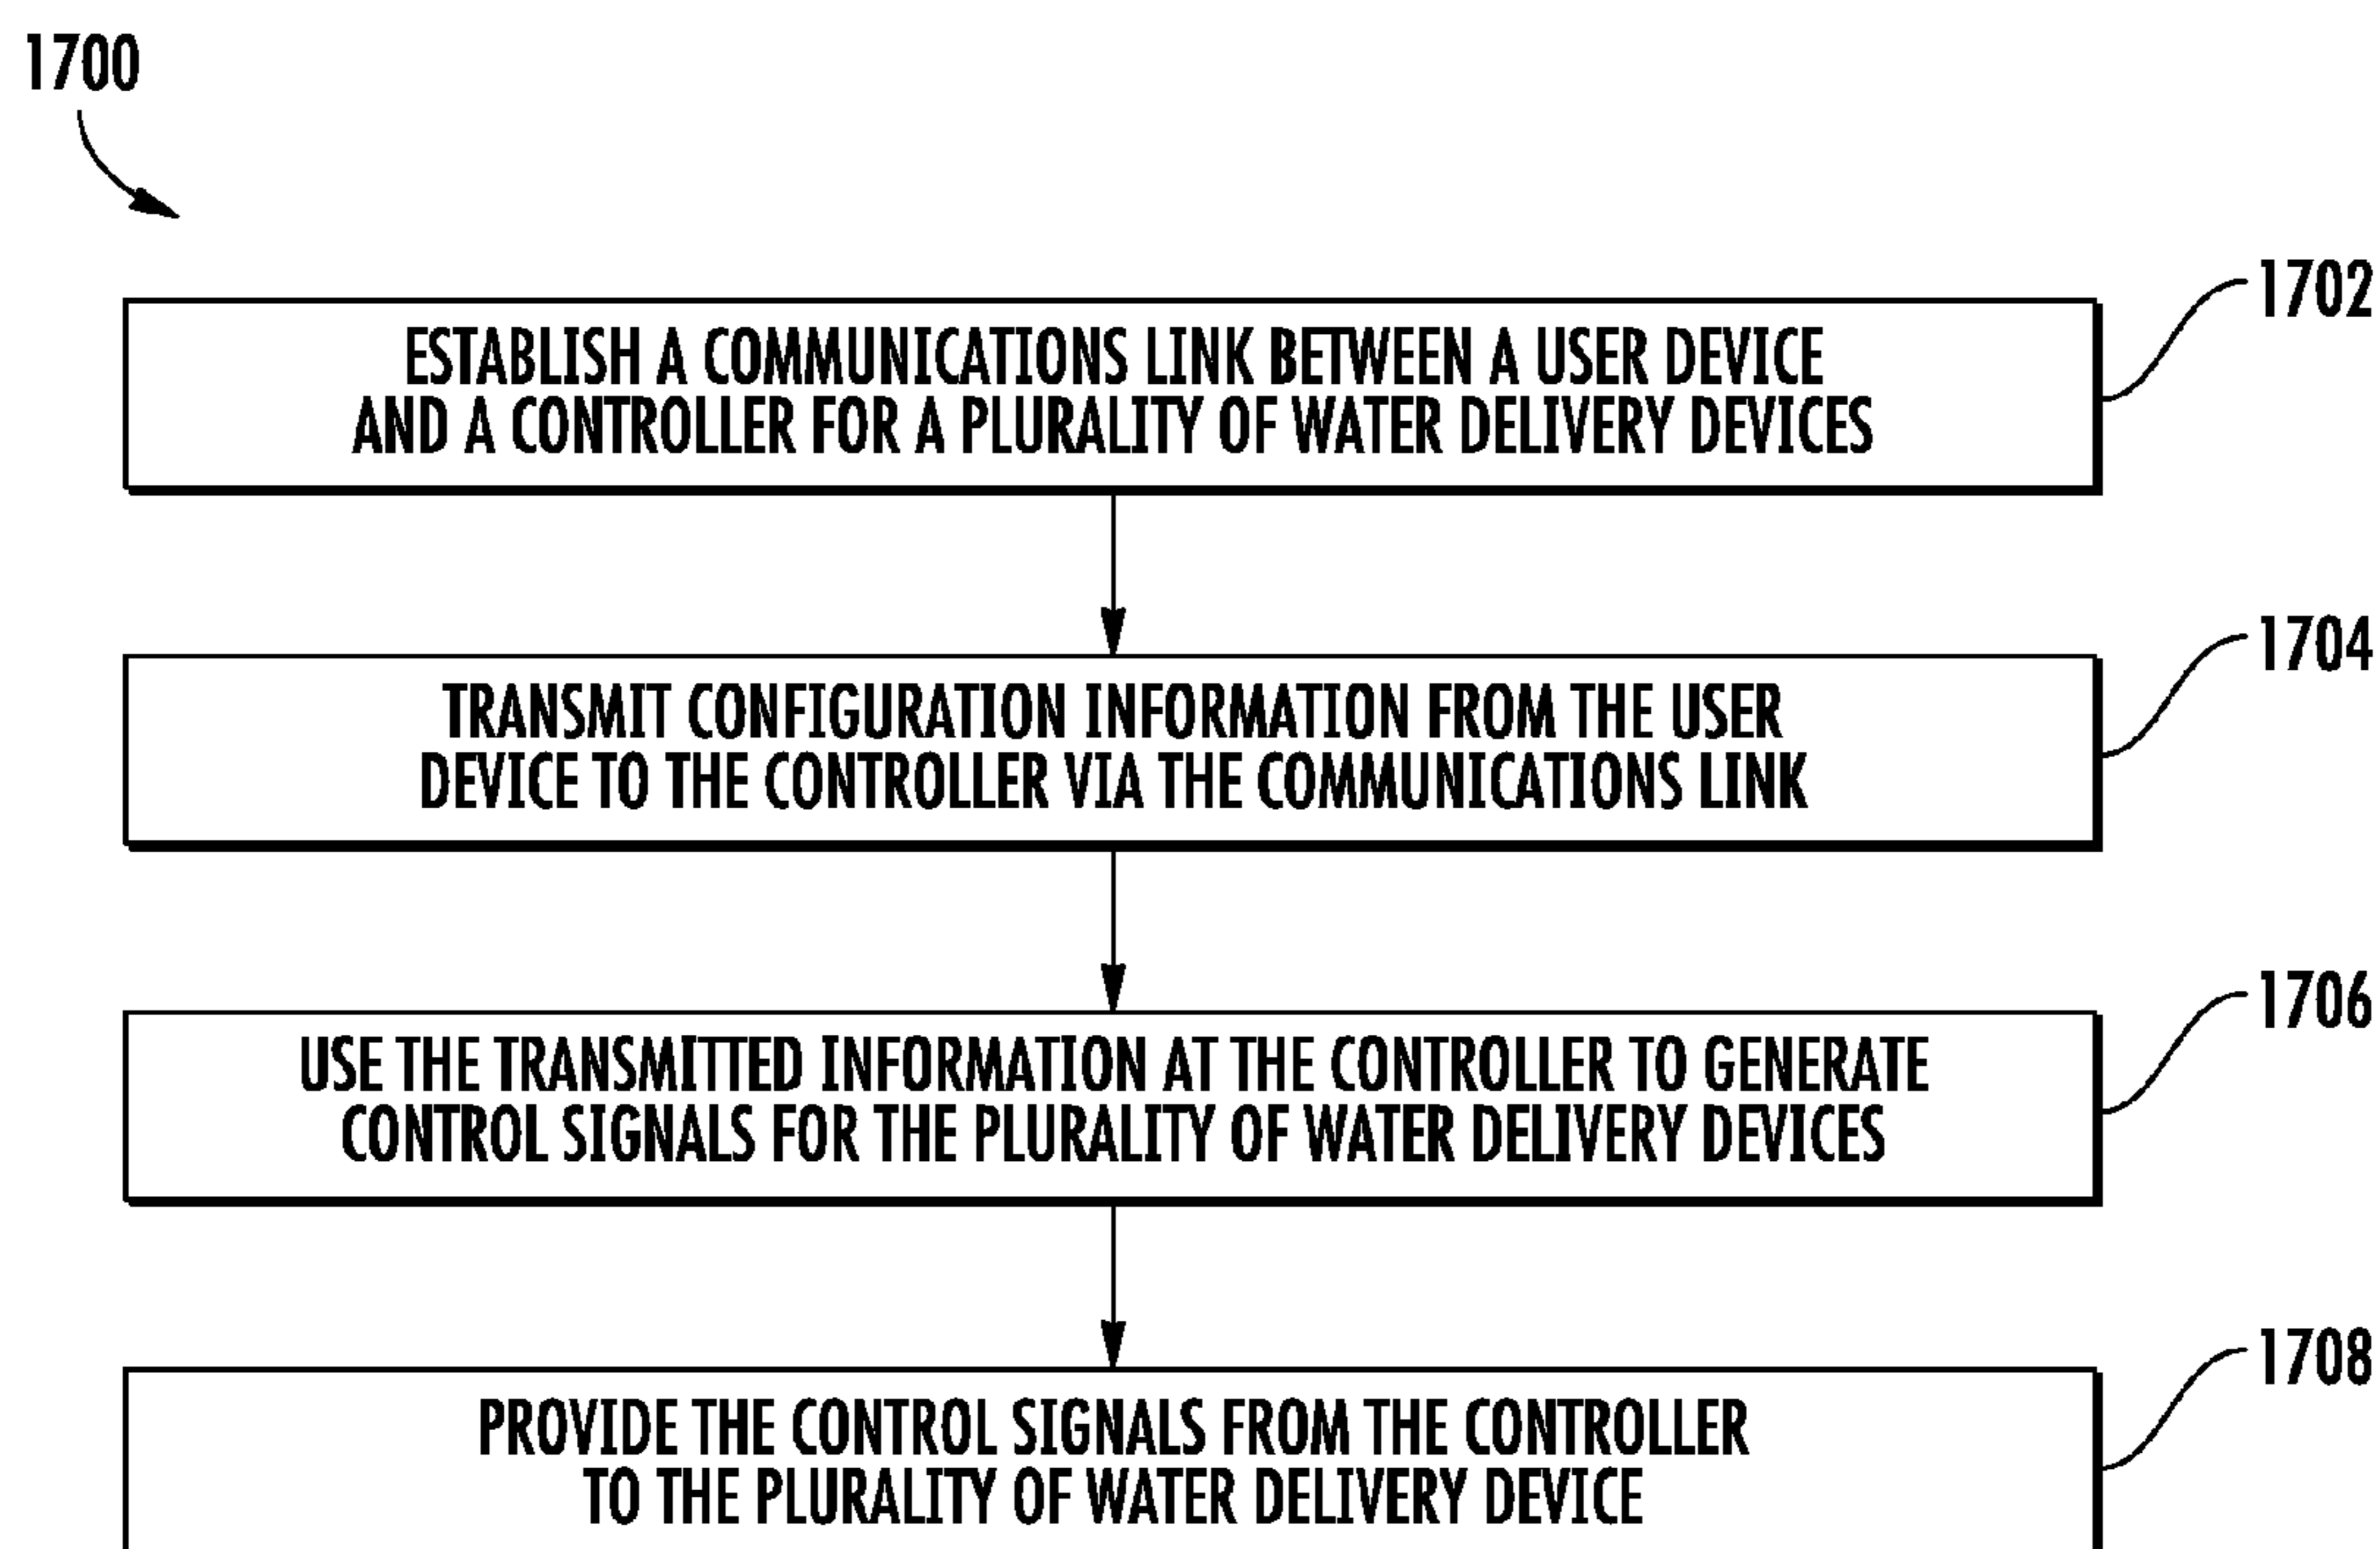 1700
1702
ESTABLISH A COMMUNICATIONS LINK BETWEEN A USER DEVICE
AND A CONTROLLER FOR A PLURALITY OF WATER DELIVERY DEVICES
1704
TRANSMIT CONFIGURATION INFORMATION FROM THE USER
DEVICE TO THE CONTROLLER VIA THE COMMUNICATIONS LINK
1706
USE THE TRANSMITTED INFORMATION AT THE CONTROLLER TO GENERATE
CONTROL SIGNALS FOR THE PLURALITY OF WATER DELIVERY DEVICES
1708
PROVIDE THE CONTROL SIGNALS FROM THE CONTROLLER
TO THE PLURALITY OF WATER DELIVERY DEVICE